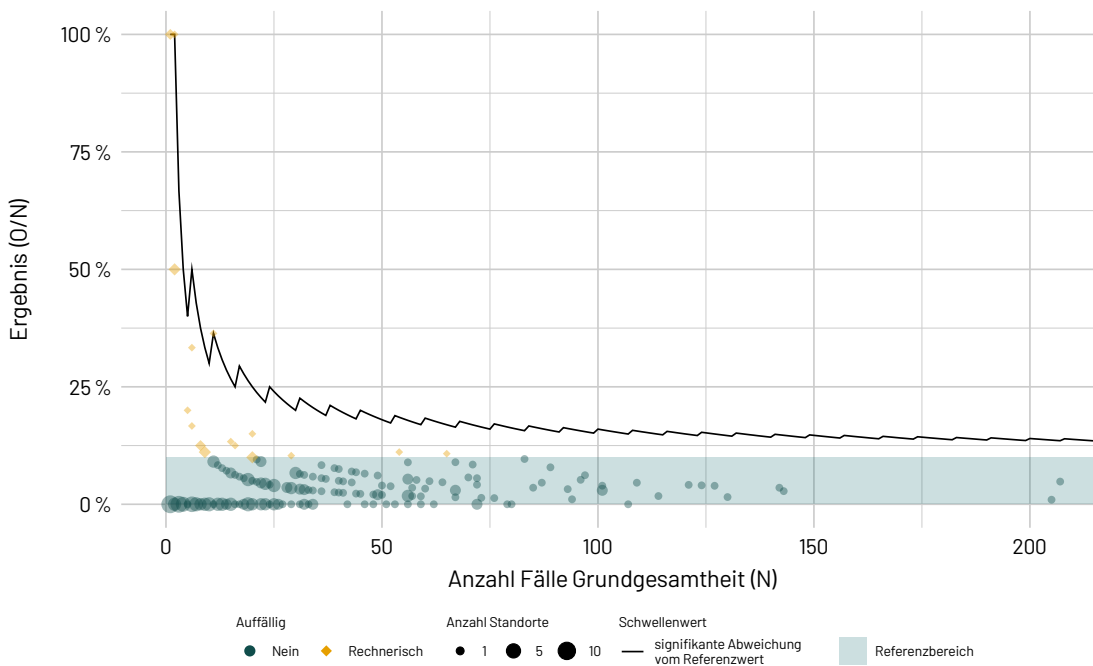 100 %
75 %
50 %
25 %
0 %
Ergebnis (O/N)
0
50
100
150
200
Anzahl Fälle Grundgesamtheit (N)
Auffällig
Nein
Rechnerisch
Anzahl Standorte
1
5
10
Schwellenwert
signifikante Abweichung
vom Referenzwert
Referenzbereich